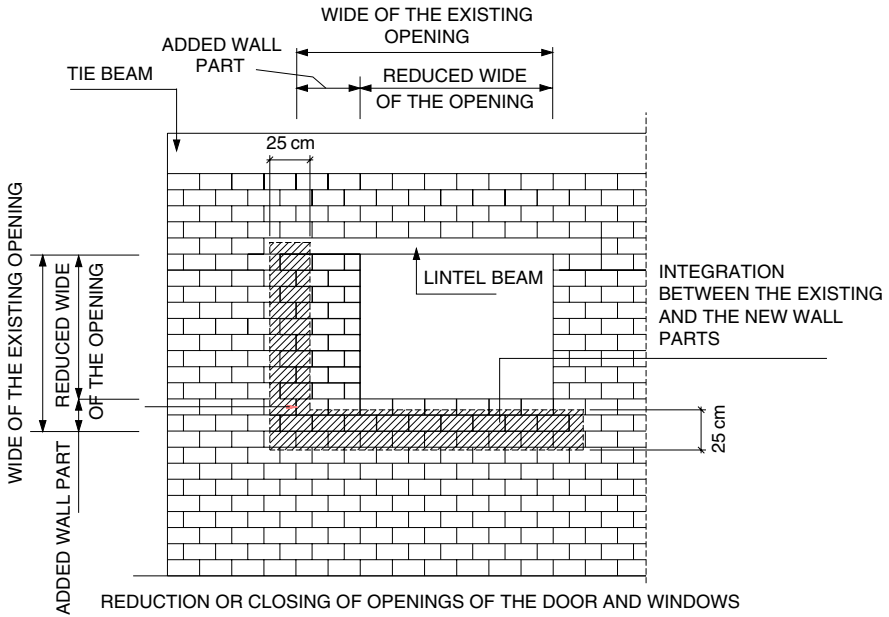 WIDE OF THE EXISTING
OPENING
ADDED WALL
PART
REDUCED WIDE
OF THE OPENING
TIE BEAM
25 cm
LINTEL BEAM
INTEGRATION
BETWEEN THE EXISTING
AND THE NEW WALL
PARTS
WIDE OF THE EXISTING OPENING
REDUCED WIDE
OF THE OPENING
ADDED WALL PART
25 cm
REDUCTION OR CLOSING OF OPENINGS OF THE DOOR AND WINDOWS